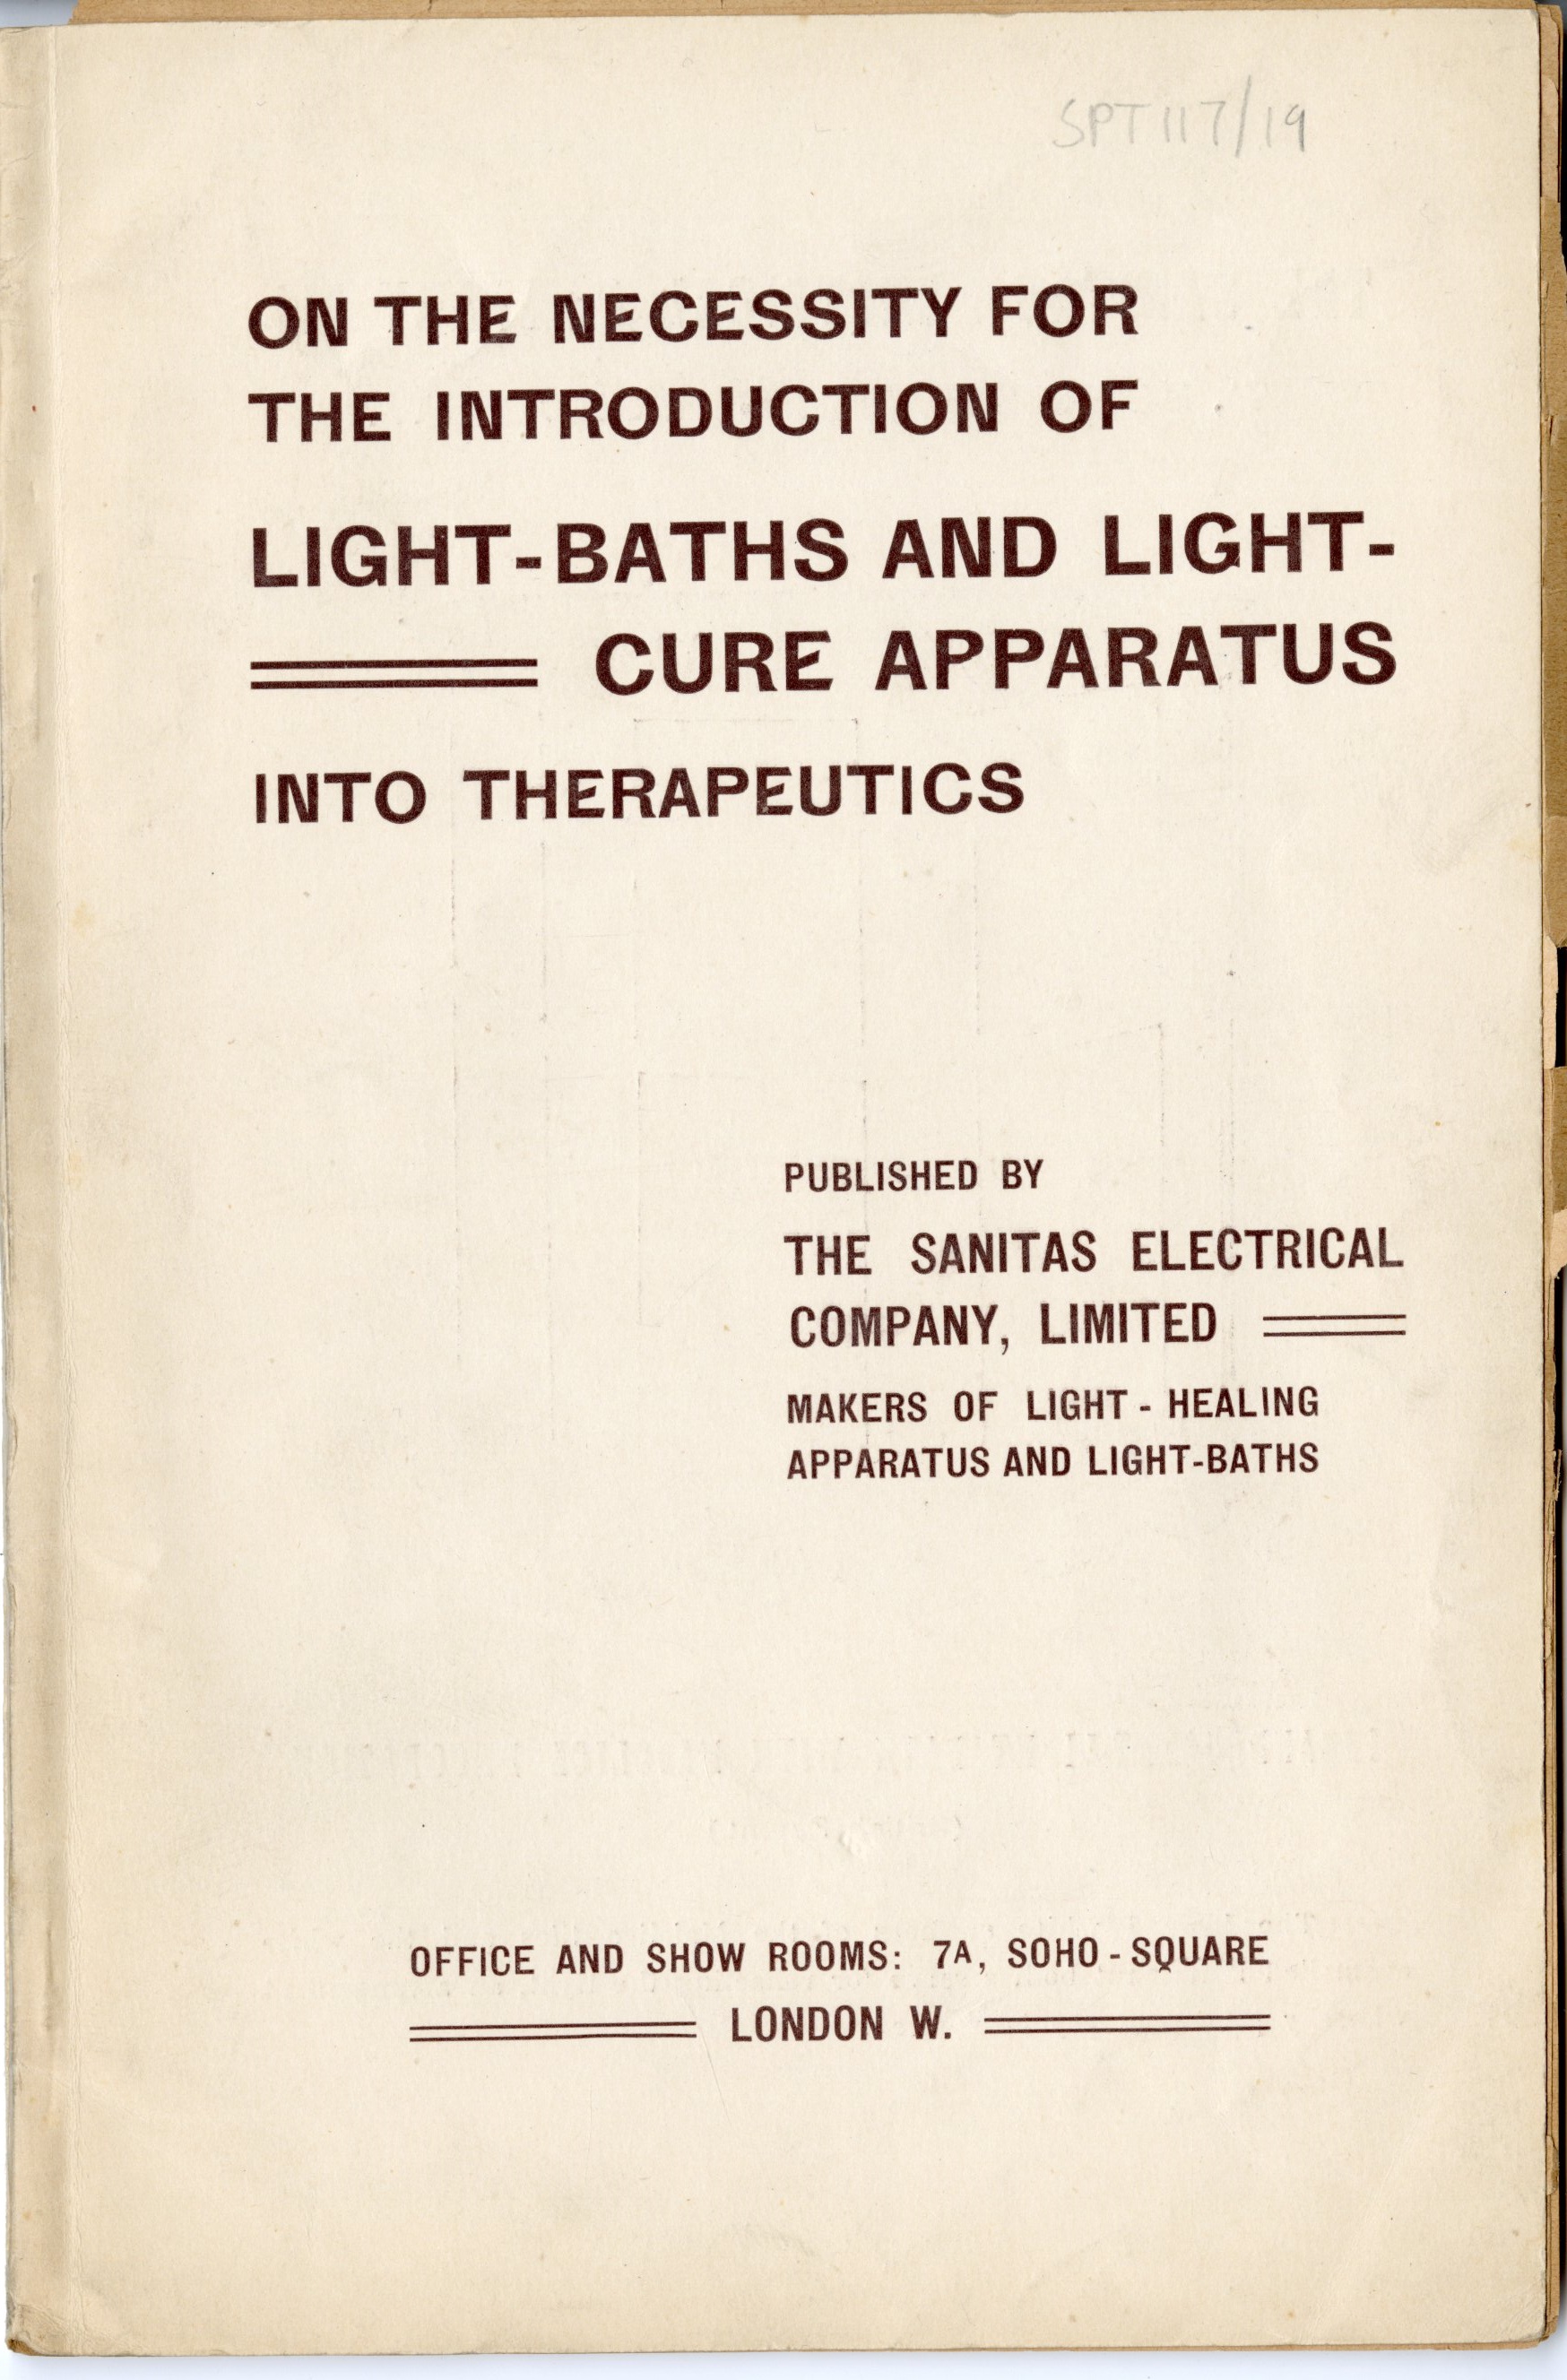 SPT 117/19
ON THE NECESSITY FOR
THE INTRODUCTION OF
LIGHT-BATHS AND LIGHT-
CURE APPARATUS
INTO THERAPEUTICS
PUBLISHED BY
THE SANITAS ELECTRICAL
COMPANY, LIMITED
MAKERS OF LIGHT - HEALING
APPARATUS AND LIGHT-BATHS
OFFICE AND SHOW ROOMS: 7A, SOHO - SQUARE
LONDON W.